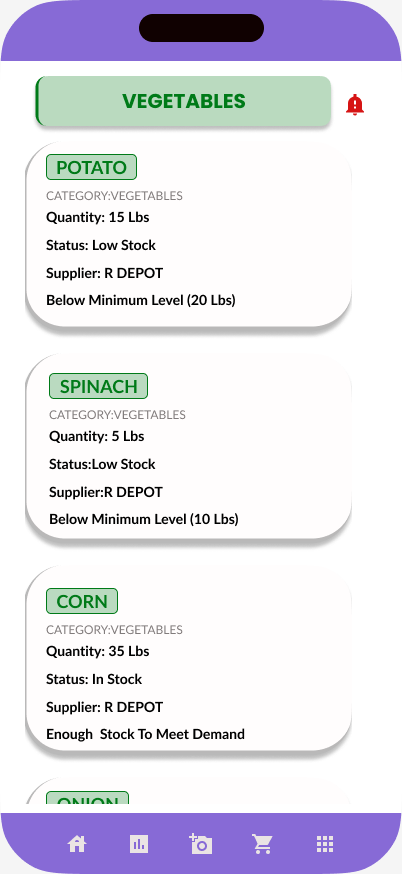 VEGETABLES
POTATO
CATEGORY:VEGETABLES
Quantity: 15 Lbs
Status: Low Stock
Supplier: R DEPOT
Below Minimum Level (20 Lbs)
SPINACH
CATEGORY:VEGETABLES
Quantity: 5 Lbs
Status:Low Stock
Supplier:R DEPOT
Below Minimum Level (10 Lbs)
CORN
CATEGORY:VEGETABLES
Quantity: 35 Lbs
Status: In Stock
Supplier: R DEPOT
Enough  Stock To Meet Demand
ONION